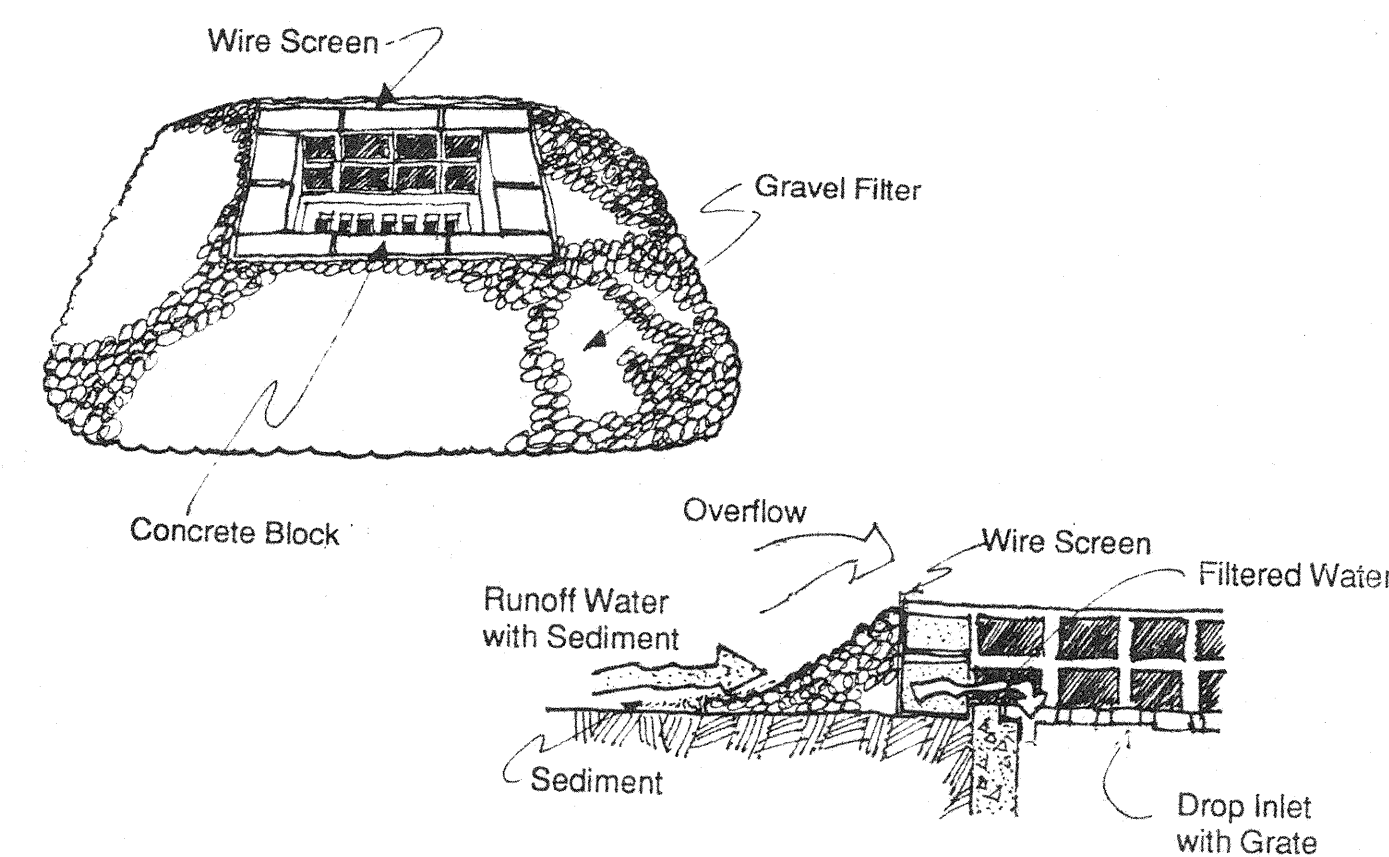 Wire Screen
Gravel Filter
Concrete Block
Overflow
Wire Screen
Filtered Water
Runoff Water
with Sediment
Sediment
Drop Inlet
with Grate